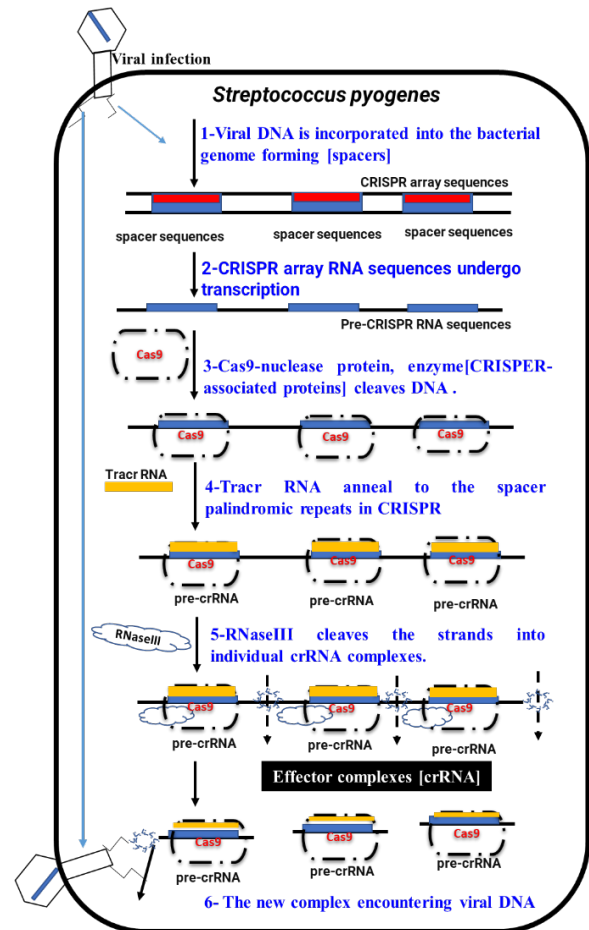 Viral infection
Streptococcus pyogenes
1-Viral DNA is incorporated into the bacterial
genome forming [spacers]
CRISPR array sequences
spacer sequences
spacer sequences
spacer sequences
2-CRISPR array RNA sequences undergo
transcription
Pre-CRISPR RNA sequences
Cas9
3-Cas9-nuclease protein, enzyme[CRISPER-
associated proteins] cleaves DNA .
Cas9
Cas9
Cas9
Tracr RNA
4-Tracr RNA anneal to the spacer
palindromic repeats in CRISPR
Cas9
Cas9
Cas9
pre-crRNA
pre-crRNA
pre-crRNA
RNaseIII
5-RNaseIII cleaves the strands into
individual crRNA complexes.
Cas9
Cas9
Cas9
pre-crRNA
pre-crRNA
pre-crRNA
Effector complexes [crRNA]
Cas9
Cas9
Cas9
pre-crRNA
pre-crRNA
pre-crRNA
6- The new complex encountering viral DNA